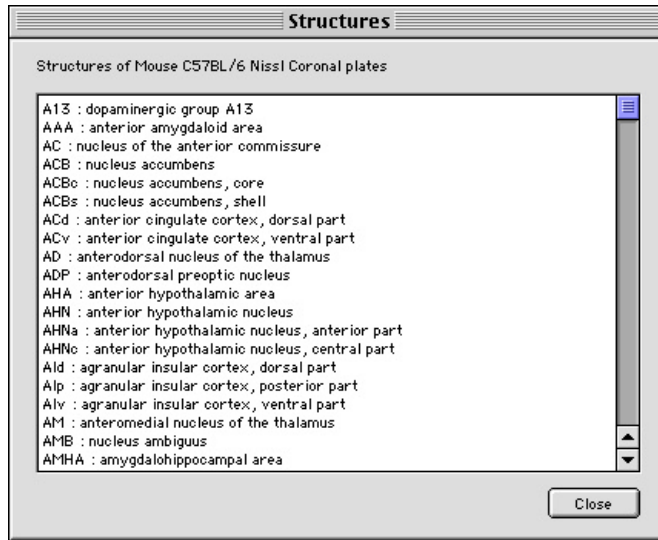 Structures
Structures of Mouse C57BL/6 Nissl Coronal plates
A13 : dopaminergic group A13
AAA : anterior amygdaloid area
AC : nucleus of the anterior commissure
ACB : nucleus accumbens
ACBc : nucleus accumbens, core
ACBs : nucleus accumbens, shell
ACd : anterior cingulate cortex, dorsal part
ACv : anterior cingulate cortex, ventral part
AD : anterodorsal nucleus of the thalamus
ADP : anterodorsal preoptic nucleus
AHA : anterior hypothalamic area
AHN : anterior hypothalamic nucleus
AHNa : anterior hypothalamic nucleus, anterior part
AHNc : anterior hypothalamic nucleus, central part
AId : agranular insular cortex, dorsal part
AIp : agranular insular cortex, posterior part
AIv : agranular insular cortex, ventral part
AM : anteromedial nucleus of the thalamus
AMB : nucleus ambiguus
AMHA : amygdalohippocampal area
Close